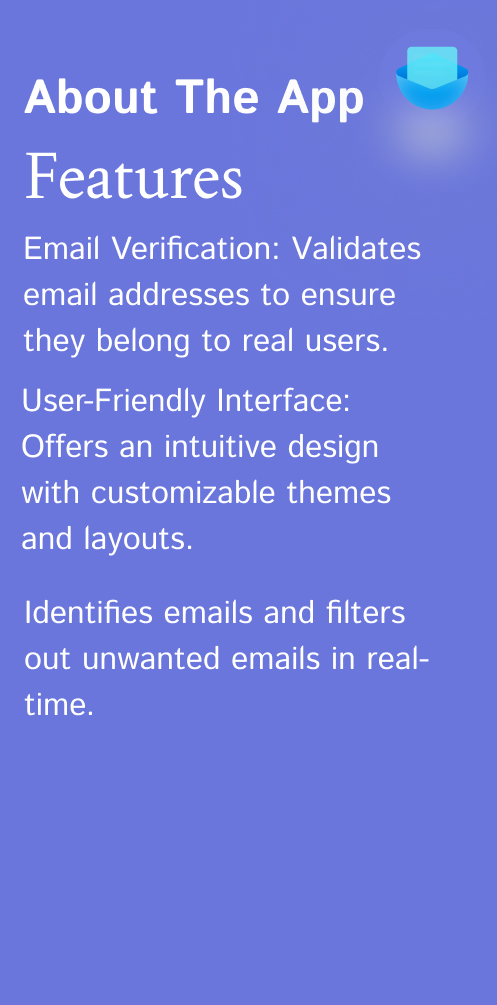 About The App
Features
Email Verification: Validates
email addresses to ensure
they belong to real users.
User-Friendly Interface:
Offers an intuitive design
with customizable themes
and layouts.
Identifies emails and filters
out unwanted emails in real-
time.